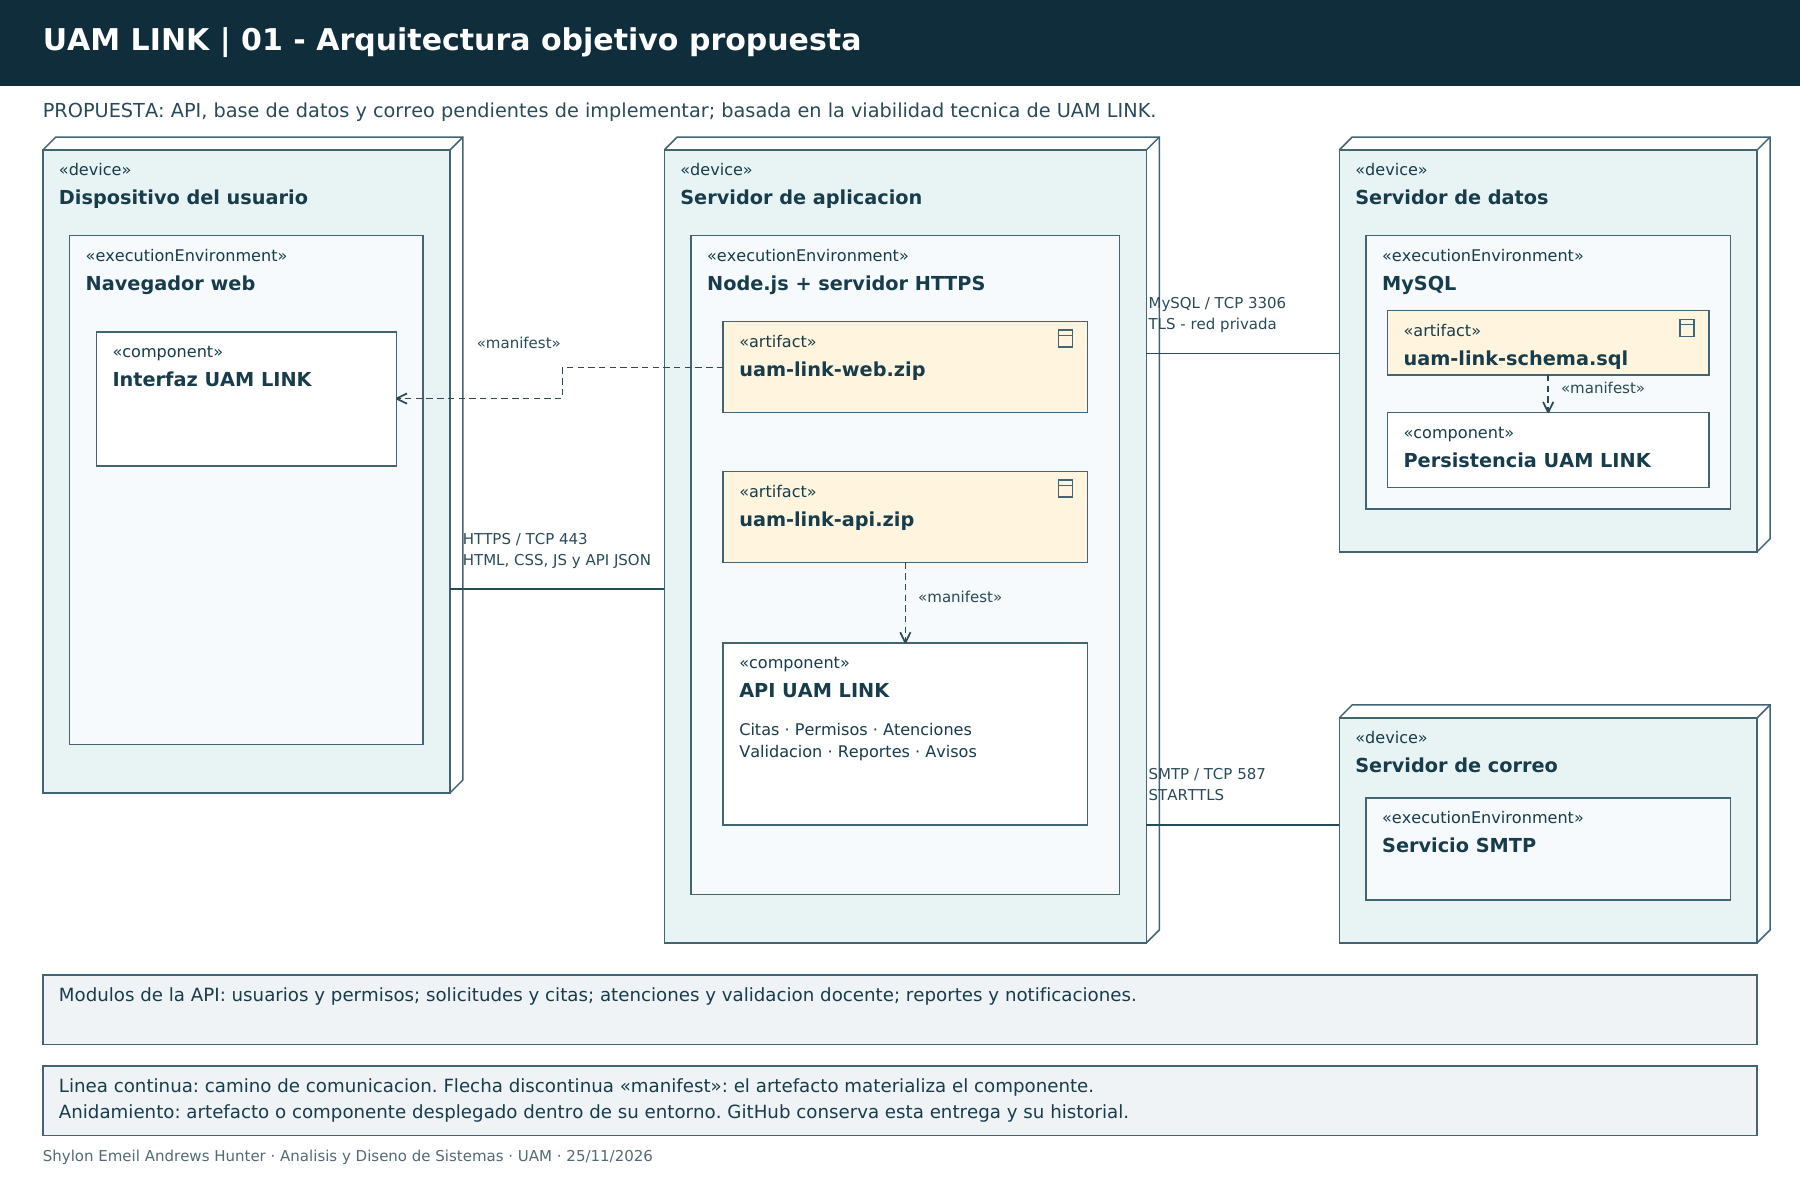 UAM LINK | 01 - Arquitectura objetivo propuesta
PROPUESTA: API, base de datos y correo pendientes de implementar; basada en la viabilidad tecnica de UAM LINK.
«device»
Dispositivo del usuario
«executionEnvironment»
Navegador web
«component»
Interfaz UAM LINK
«manifest»
HTTPS / TCP 443
HTML, CSS, JS y API JSON
«device»
Servidor de aplicacion
«executionEnvironment»
Node.js + servidor HTTPS
«artifact»
uam-link-web.zip
«artifact»
uam-link-api.zip
«manifest»
«component»
API UAM LINK
Citas · Permisos · Atenciones
Validacion · Reportes · Avisos
MySQL / TCP 3306
TLS - red privada
SMTP / TCP 587
STARTTLS
«device»
Servidor de datos
«executionEnvironment»
MySQL
«artifact»
uam-link-schema.sql
«manifest»
«component»
Persistencia UAM LINK
«device»
Servidor de correo
«executionEnvironment»
Servicio SMTP
Modulos de la API: usuarios y permisos; solicitudes y citas; atenciones y validacion docente; reportes y notificaciones.
Linea continua: camino de comunicacion. Flecha discontinua «manifest»: el artefacto materializa el componente.
Anidamiento: artefacto o componente desplegado dentro de su entorno. GitHub conserva esta entrega y su historial.
Shylon Emeil Andrews Hunter · Analisis y Diseno de Sistemas · UAM · 25/11/2026